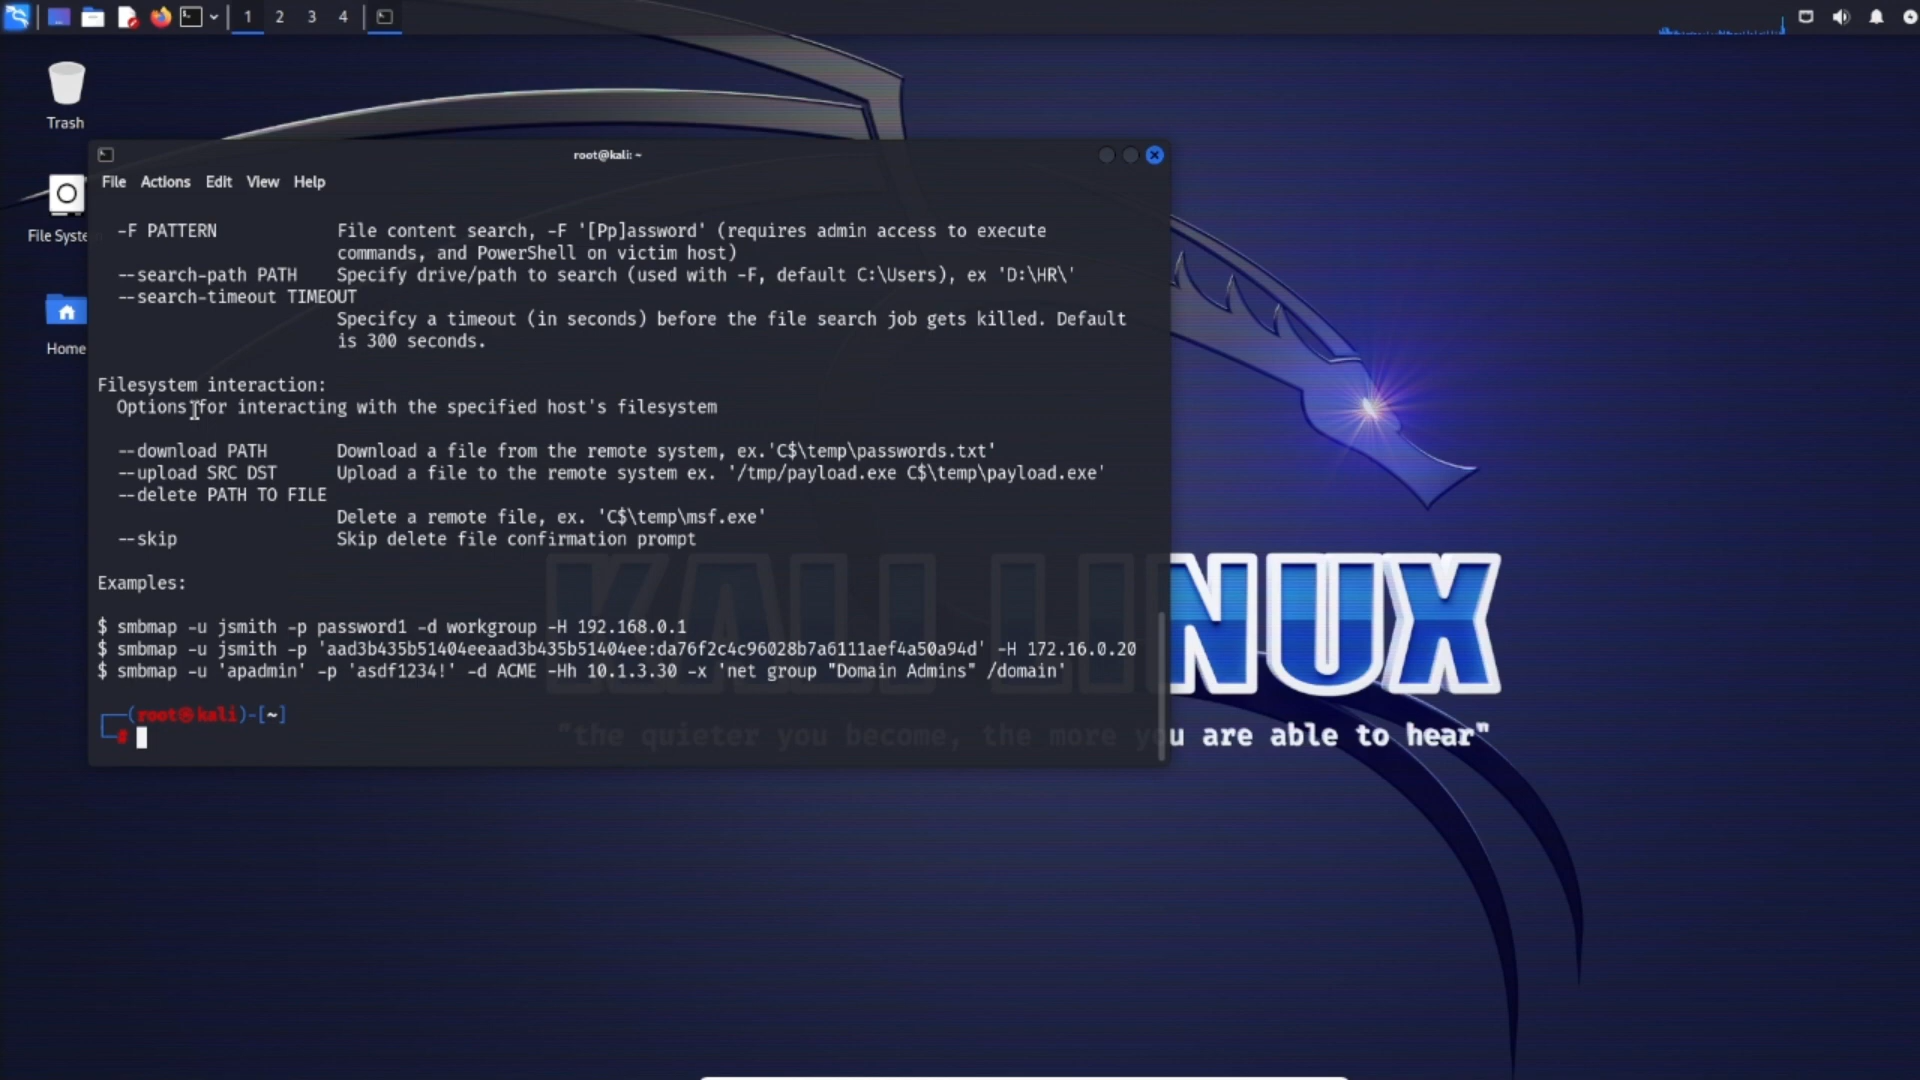 1 2 3 4
Trash
File Syste
Home
root@kali: ~
File Actions Edit View Help
-F PATTERN File content search, -F '[Pp]assword' (requires admin access to execute
commands, and PowerShell on victim host)
--search-path PATH Specify drive/path to search (used with -F, default C:\Users), ex 'D:\HR\'
--search-timeout TIMEOUT
Specifcy a timeout (in seconds) before the file search job gets killed. Default
is 300 seconds.
Filesystem interaction:
Options for interacting with the specified host's filesystem
--download PATH Download a file from the remote system, ex.'C$\temp\passwords.txt'
--upload SRC DST Upload a file to the remote system ex. '/tmp/payload.exe C$\temp\payload.exe'
--delete PATH TO FILE
Delete a remote file, ex. 'C$\temp\msf.exe'
--skip Skip delete file confirmation prompt
Examples:
$ smbmap -u jsmith -p password1 -d workgroup -H 192.168.0.1
$ smbmap -u jsmith -p 'aad3b435b51404eeaad3b435b51404ee:da76f2c4c96028b7a6111aef4a50a94d' -H 172.16.0.20
$ smbmap -u 'apadmin' -p 'asdf1234!' -d ACME -Hh 10.1.3.30 -x 'net group "Domain Admins" /domain'
(root㉿kali)-[~]
#
KALI LINUX
"the quieter you become, the more you are able to hear"